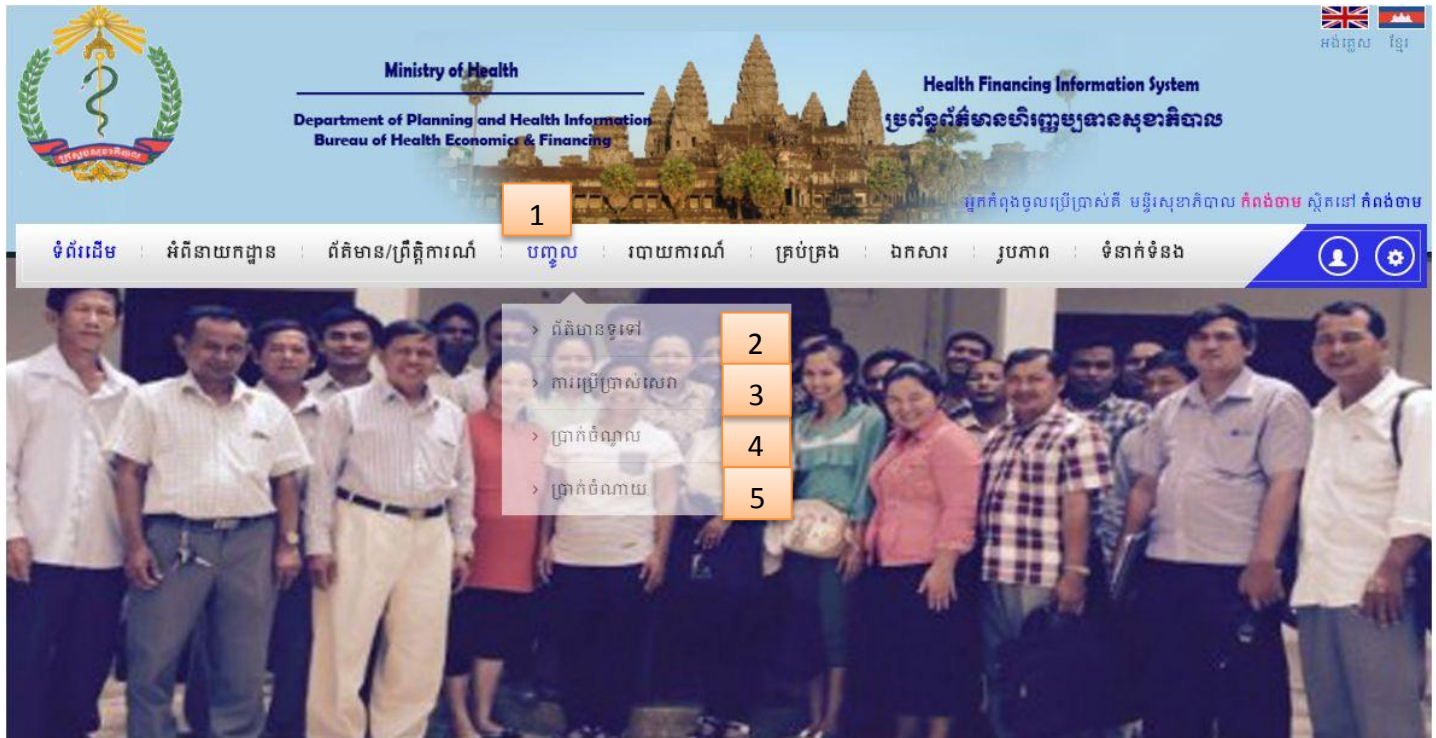 អង់គ្លេស ខ្មែរ
Ministry of Health
Department of Planning and Health Information
Bureau of Health Economics & Financing
Health Financing Information System
ប្រព័ន្ធព័ត៌មានហិរញ្ញប្បទានសុខាភិបាល
ក្រសួងសុខាភិបាល
អ្នកកំពុងចូលប្រើប្រាស់គឺ មន្ទីរសុខាភិបាល កំពង់ចាម ស្ថិតនៅ កំពង់ចាម
1
ទំព័រដើម អំពីនាយកដ្ឋាន ព័ត៌មាន/ព្រឹត្តិការណ៍ បញ្ចូល របាយការណ៍ គ្រប់គ្រង ឯកសារ រូបភាព ទំនាក់ទំនង
> ព័ត៌មានទូទៅ 2
> ការប្រើប្រាស់សេវា 3
> ប្រាក់ចំណូល 4
> ប្រាក់ចំណាយ 5